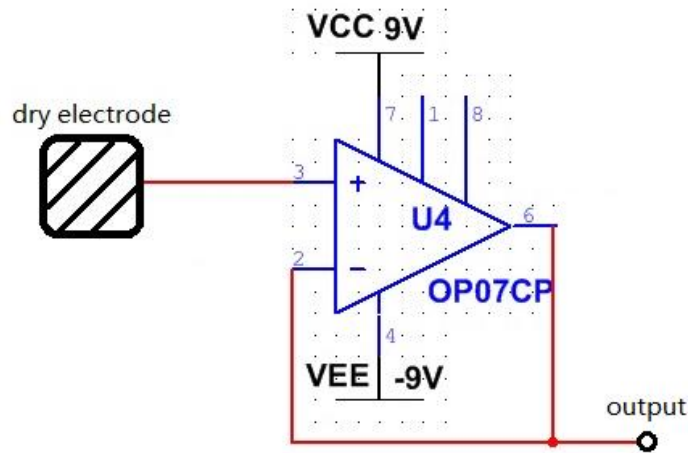 VCC 9V
dry electrode
7 1 8
3
+
U4
6
2
−
OP07CP
4
VEE -9V
output